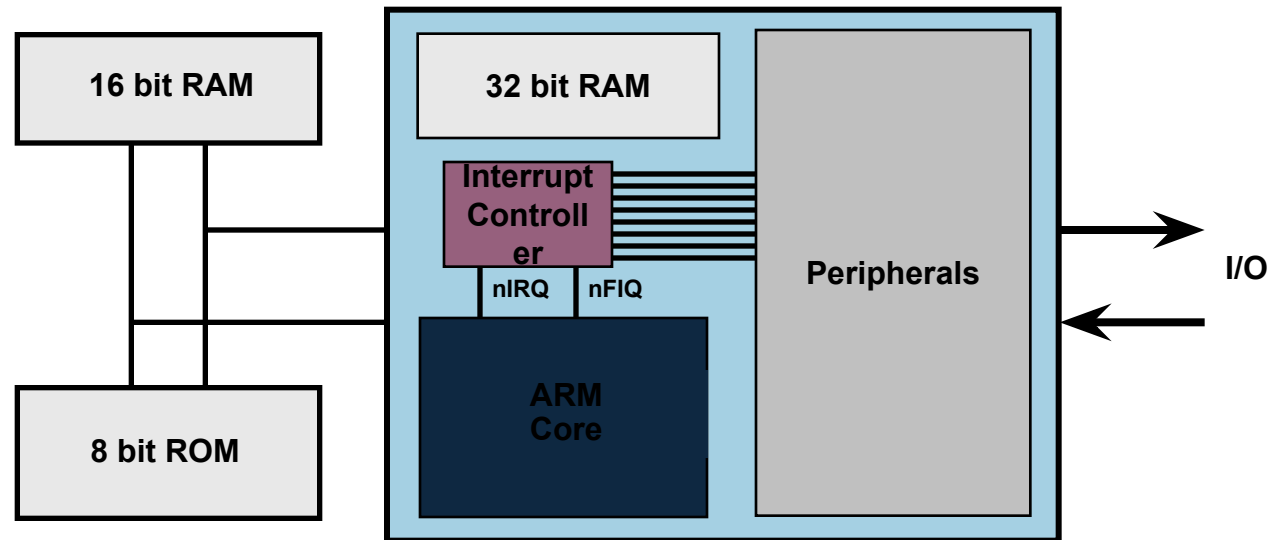 16 bit RAM
32 bit RAM
Interrupt
Controll
er
nIRQ
nFIQ
Peripherals
I/O
ARM
Core
8 bit ROM